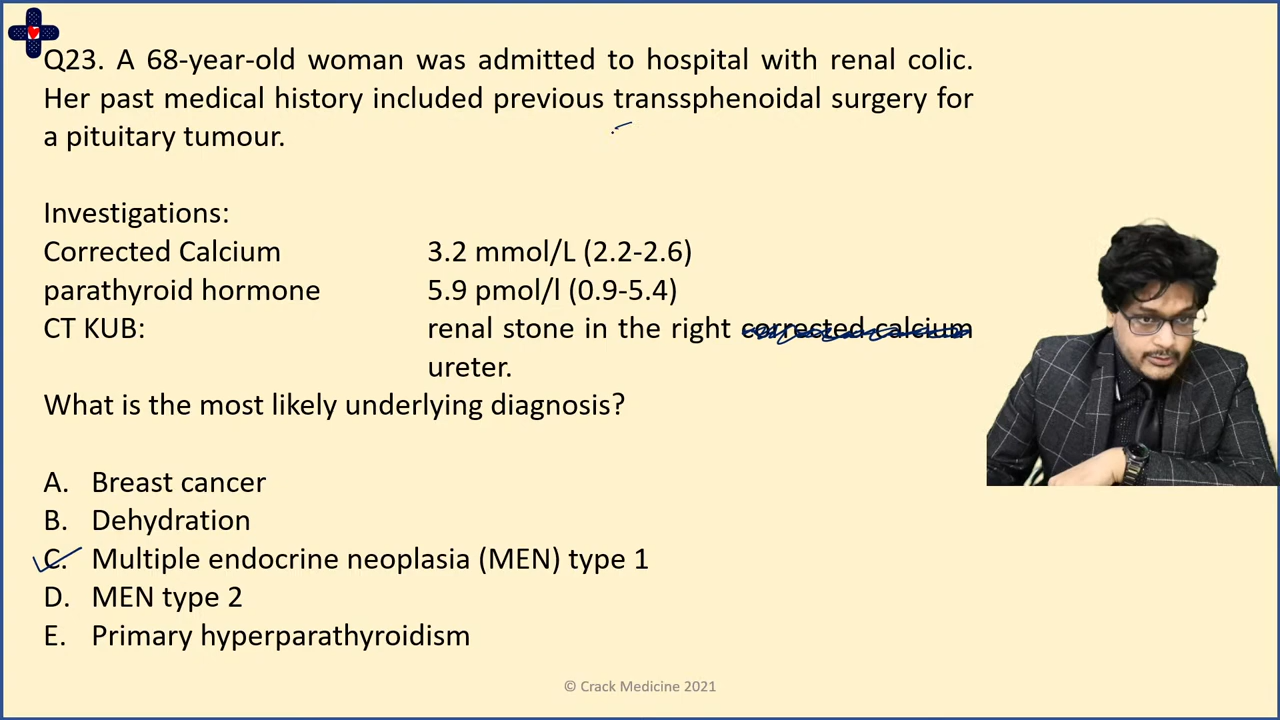 Q23. A 68-year-old woman was admitted to hospital with renal colic.
Her past medical history included previous transsphenoidal surgery for
a pituitary tumour.
Investigations:
Corrected Calcium 3.2 mmol/L (2.2-2.6)
parathyroid hormone 5.9 pmol/l (0.9-5.4)
CT KUB: renal stone in the right corrected calcium
ureter.
What is the most likely underlying diagnosis?
A. Breast cancer
B. Dehydration
C. Multiple endocrine neoplasia (MEN) type 1
D. MEN type 2
E. Primary hyperparathyroidism
© Crack Medicine 2021